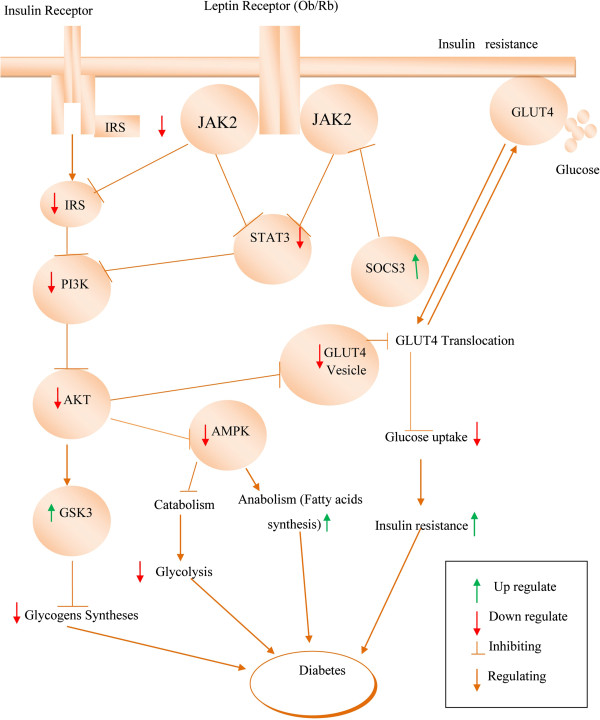 Insulin Receptor
Leptin Receptor (Ob/Rb)
Insulin resistance
IRS
JAK2
JAK2
GLUT4
Glucose
IRS
STAT3
SOCS3
PI3K
GLUT4 Translocation
GLUT4
Vesicle
AKT
AMPK
Glucose uptake
Catabolism
Anabolism (Fatty acids
synthesis)
GSK3
Insulin resistance
Glycolysis
Glycogens Syntheses
Diabetes
Up regulate
Down regulate
Inhibiting
Regulating